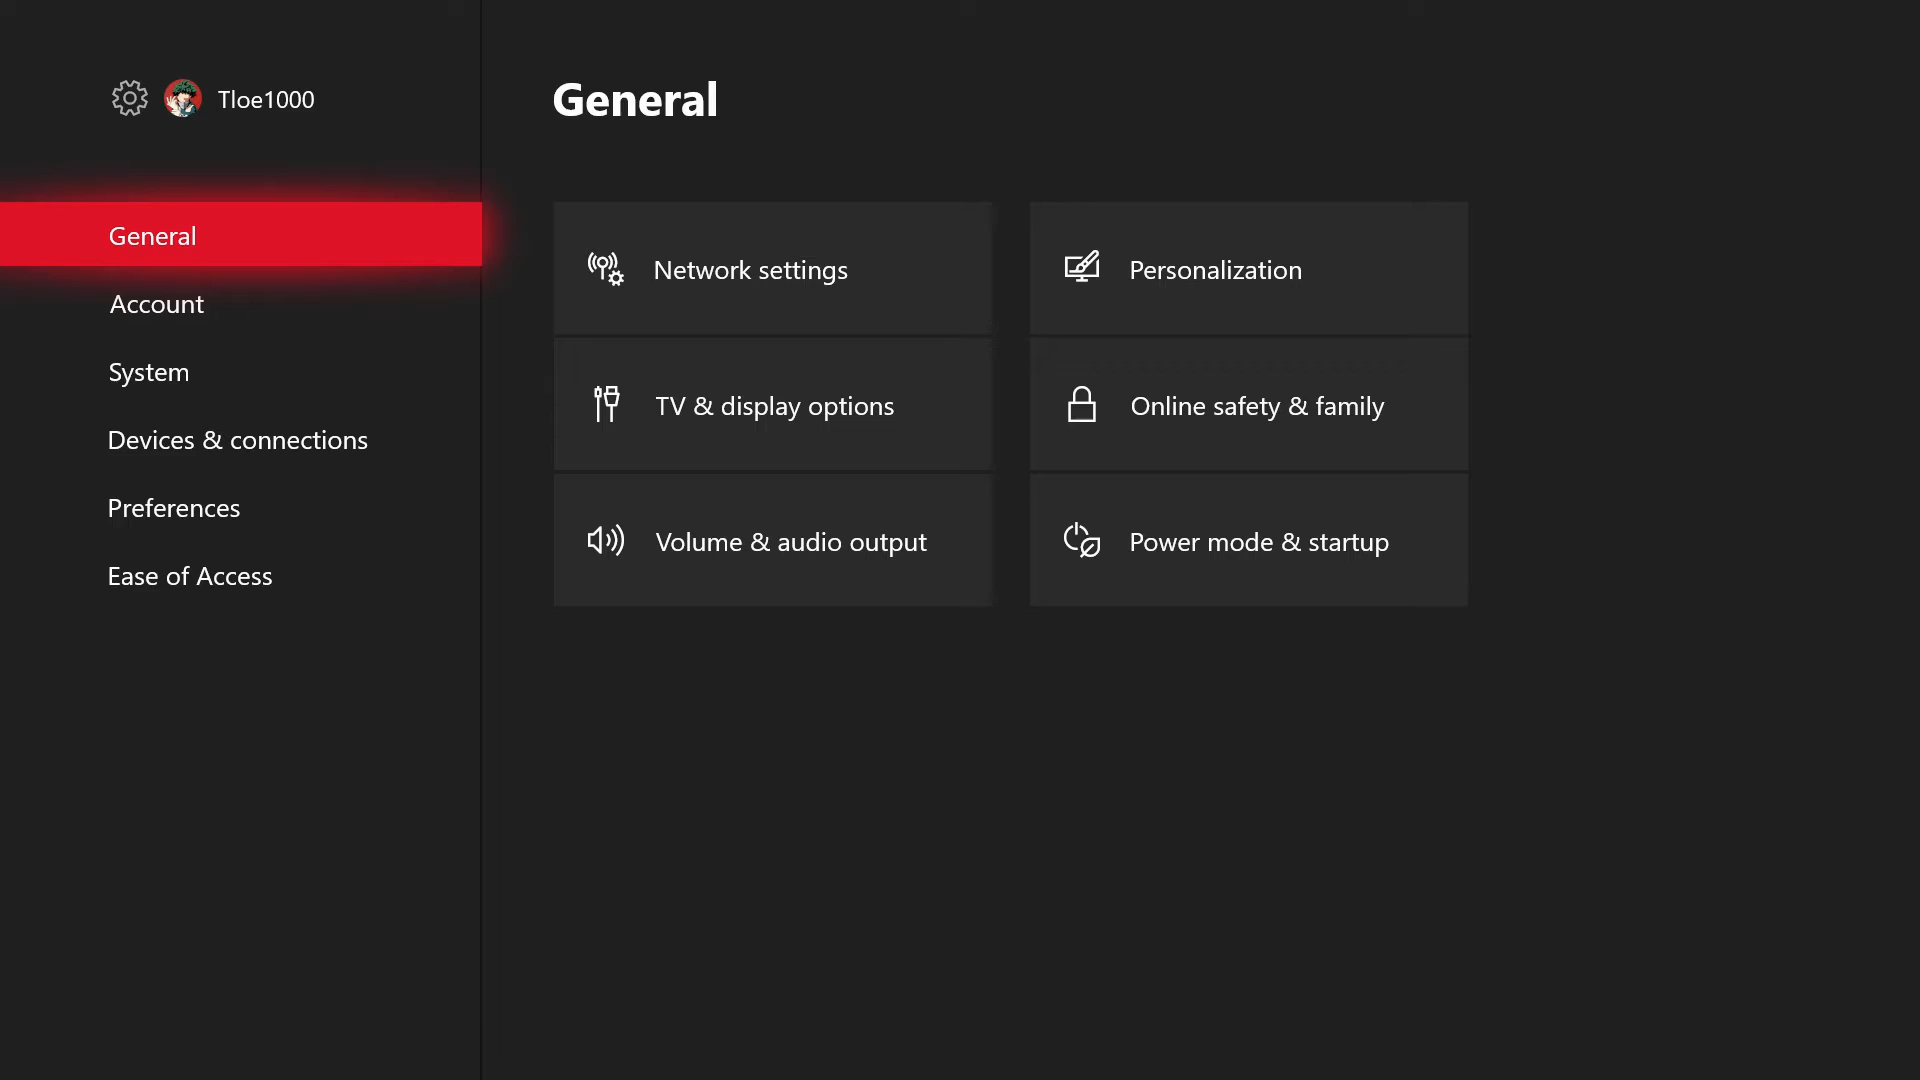 Tloe1000
General
Account
System
Devices & connections
Preferences
Ease of Access
General
Network settings
Personalization
TV & display options
Online safety & family
Volume & audio output
Power mode & startup